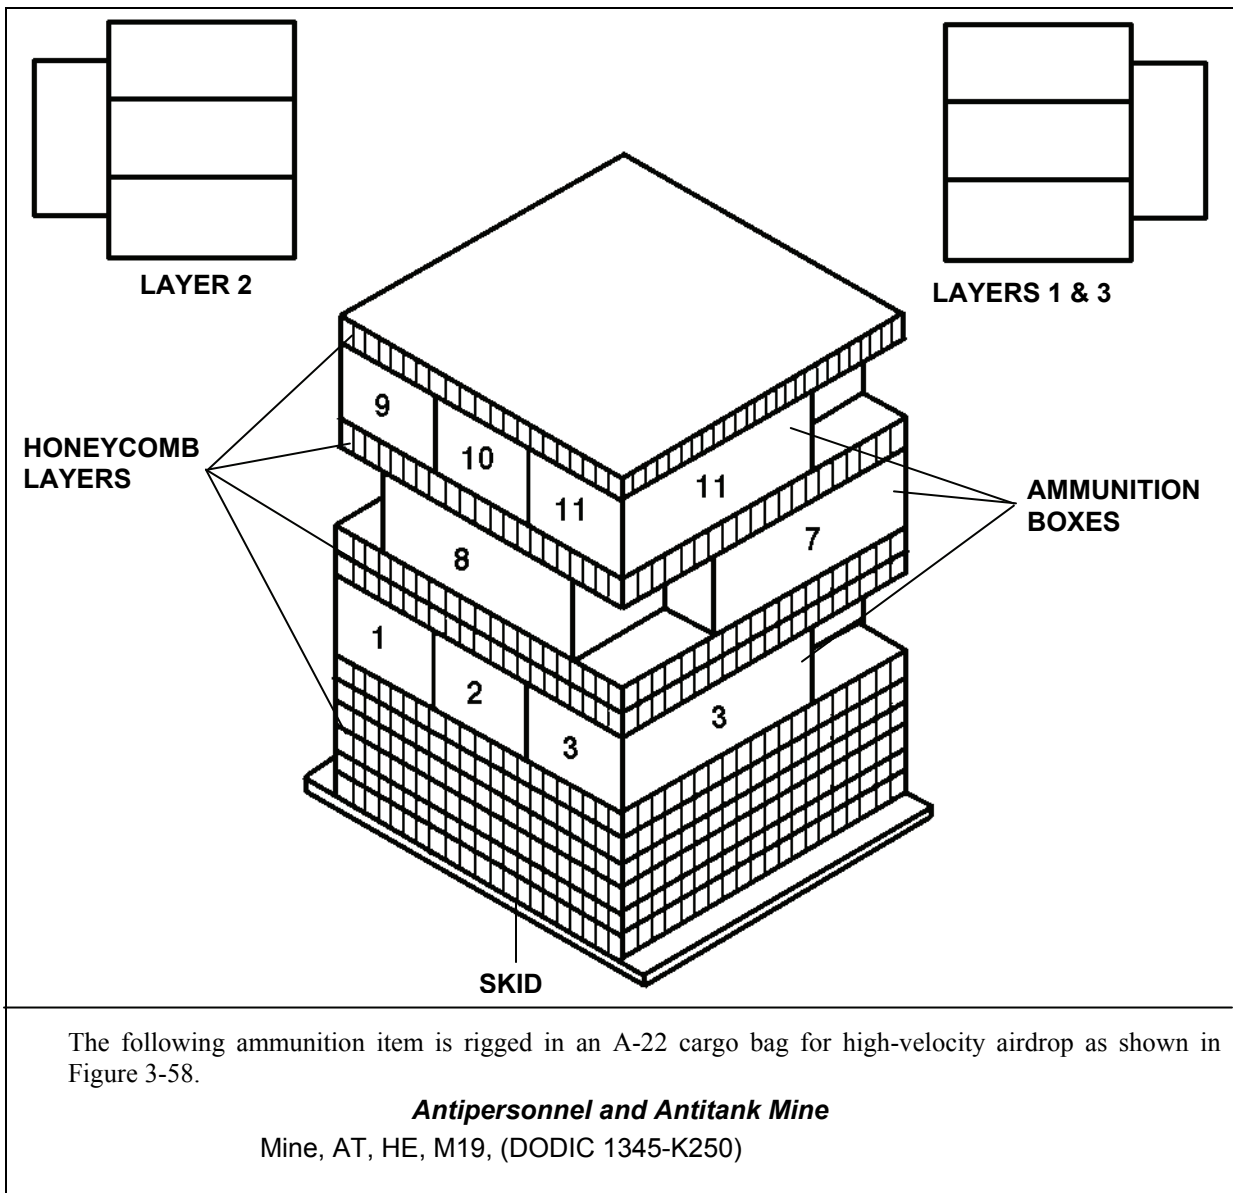 LAYER 2
LAYERS 1 & 3
HONEYCOMB
LAYERS
9
10
11
11
AMMUNITION
BOXES
8
7
1
2
3
3
SKID
The following ammunition item is rigged in an A-22 cargo bag for high-velocity airdrop as shown in
Figure 3-58.
Antipersonnel and Antitank Mine
Mine, AT, HE, M19, (DODIC 1345-K250)